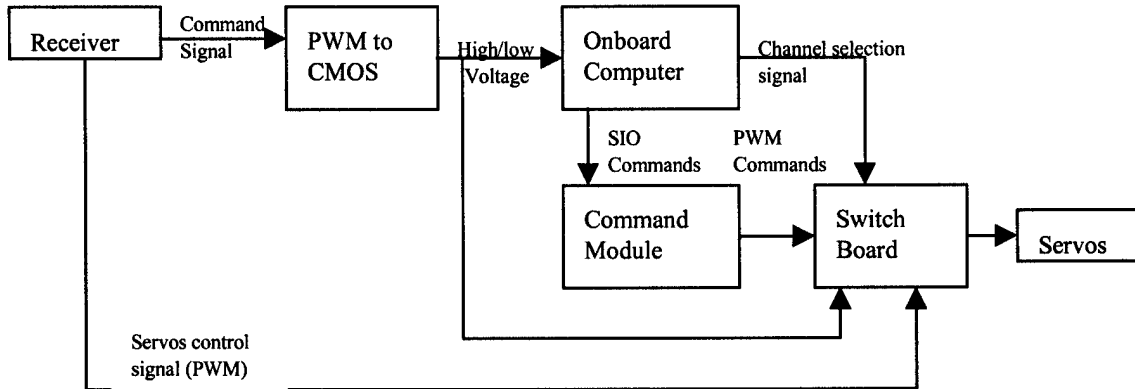 Receiver
Command
Signal
PWM to
CMOS
High/low
Voltage
Onboard
Computer
Channel selection
signal
SIO
Commands
PWM
Commands
Command
Module
Switch
Board
Servos
Servos control
signal (PWM)